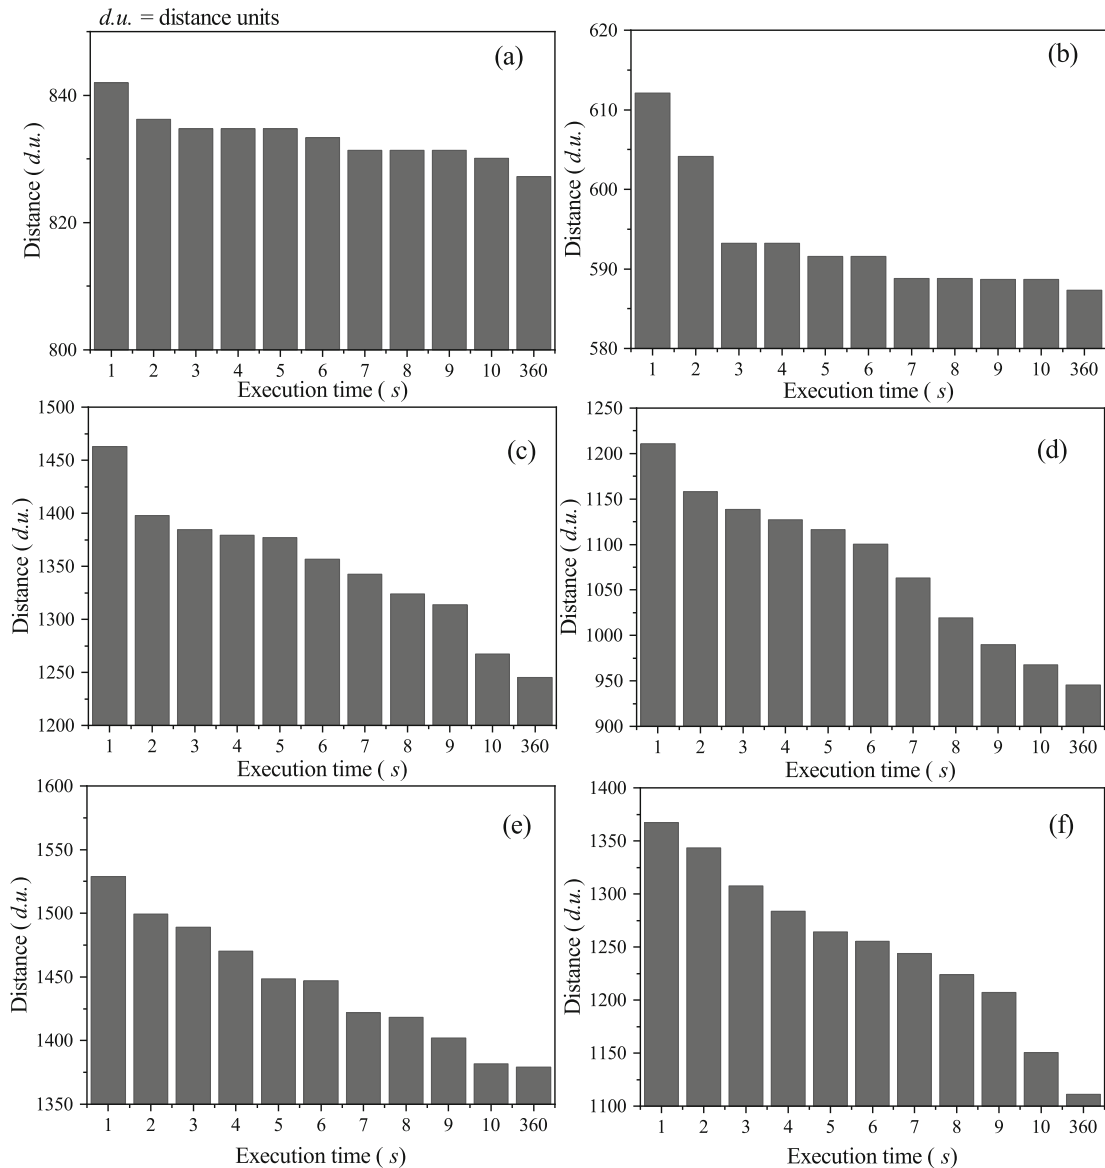 d.u. = distance units
(a)
840
820
800
Distance (d.u.)
1 2 3 4 5 6 7 8 9 10 360
Execution time ( s)
(b)
620
610
600
590
580
Distance (d.u.)
1 2 3 4 5 6 7 8 9 10 360
Execution time ( s)
(c)
1500
1450
1400
1350
1300
1250
1200
Distance (d.u.)
1 2 3 4 5 6 7 8 9 10 360
Execution time ( s)
(d)
1250
1200
1150
1100
1050
1000
950
900
Distance (d.u.)
1 2 3 4 5 6 7 8 9 10 360
Execution time ( s)
(e)
1600
1550
1500
1450
1400
1350
Distance (d.u.)
1 2 3 4 5 6 7 8 9 10 360
Execution time ( s)
(f)
1400
1350
1300
1250
1200
1150
1100
Distance (d.u.)
1 2 3 4 5 6 7 8 9 10 360
Execution time ( s)